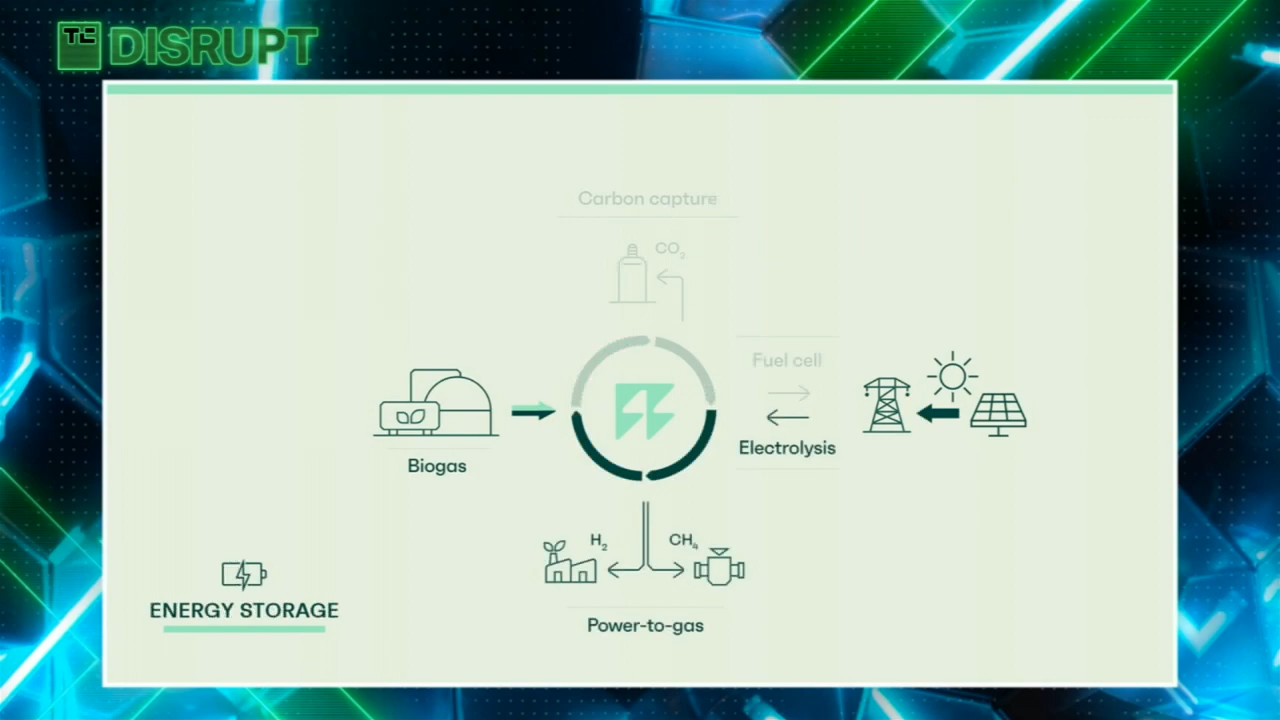 TC DISRUPT
Carbon capture
CO₂
Fuel cell
Electrolysis
Biogas
H₂
CH₄
ENERGY STORAGE
Power-to-gas